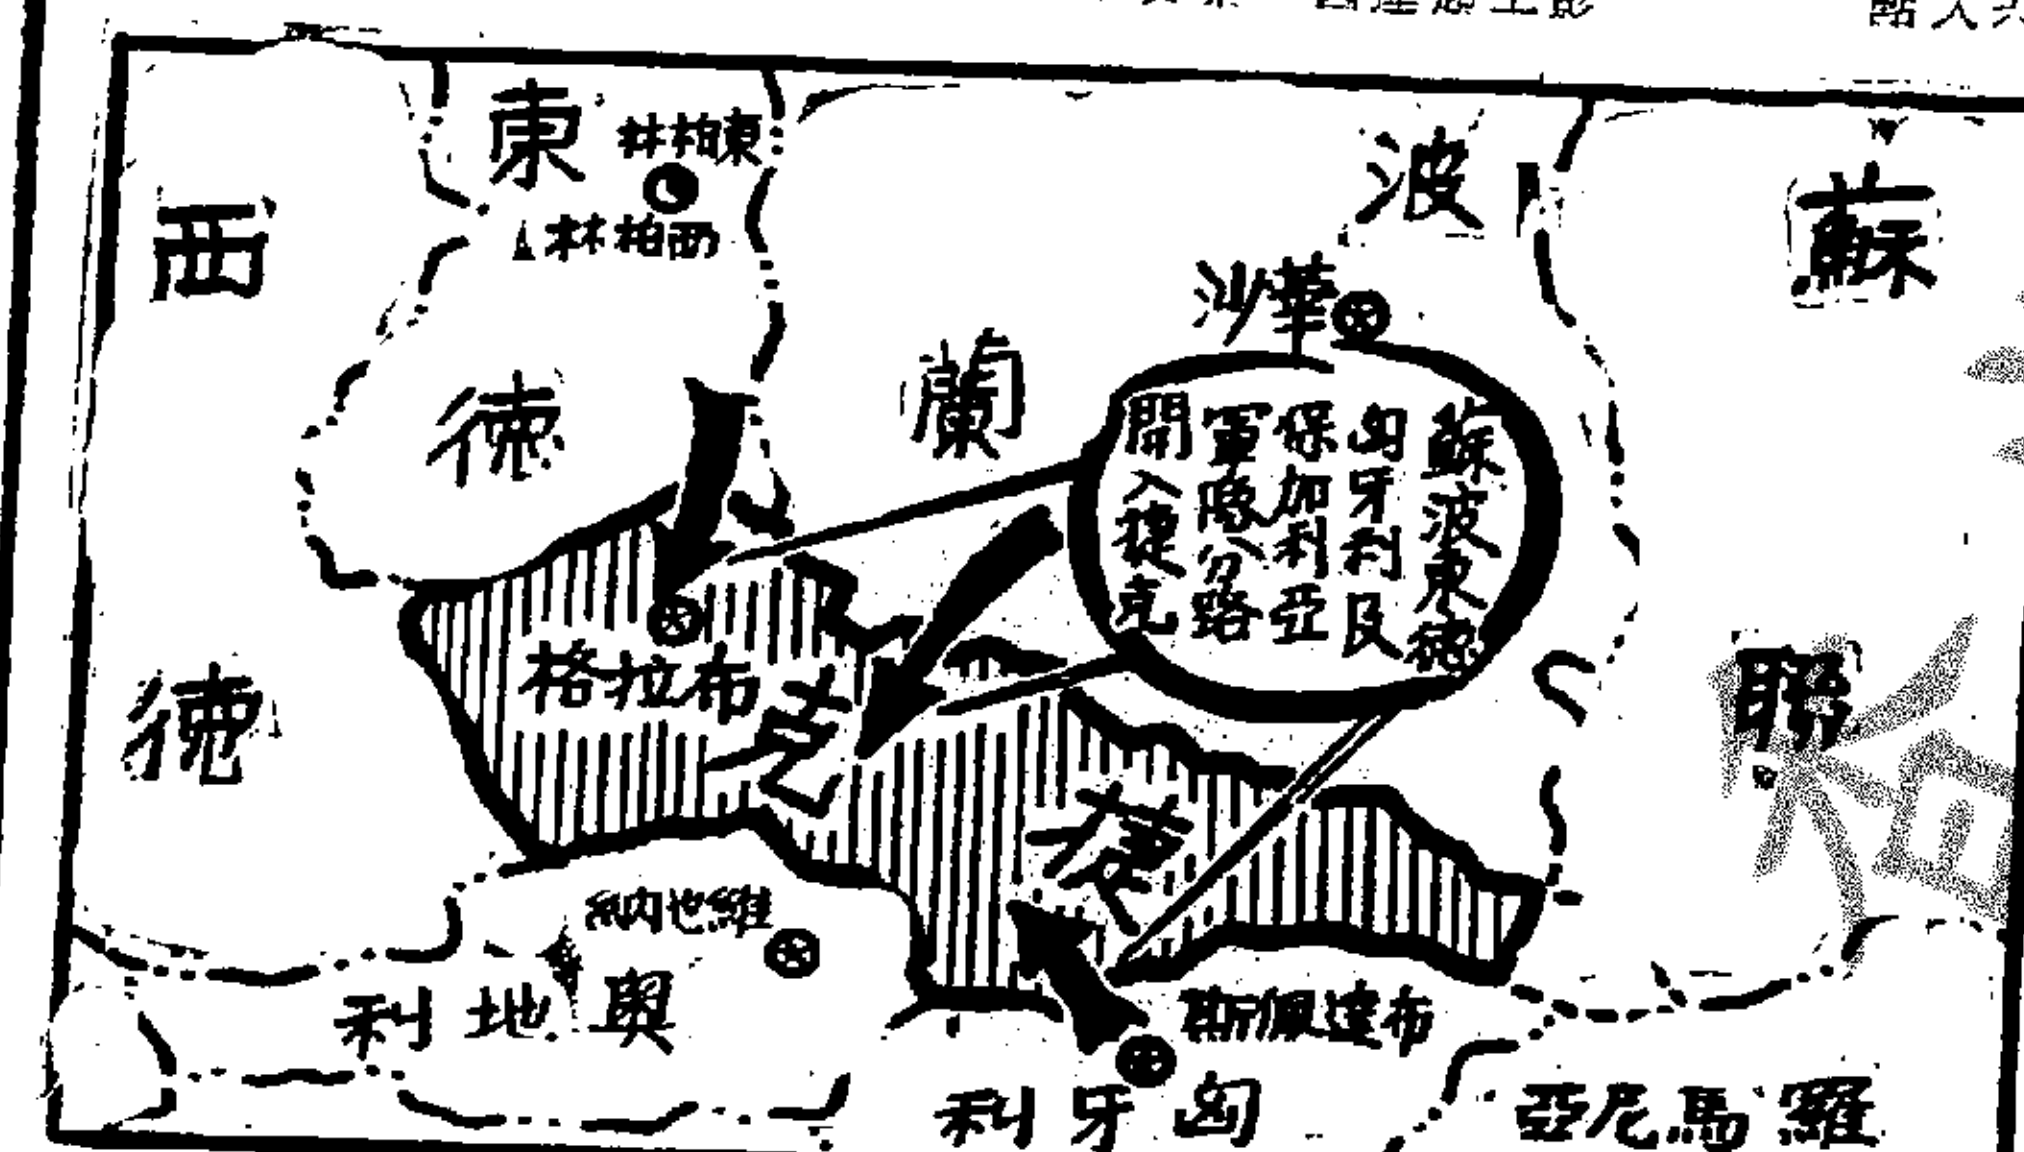 西德
東德
東柏林
西柏林
波蘭
華沙
蘇聯
蘇波東德
匈牙利及
保加利亞
軍隊分路
開入捷克
布拉格
捷克
維也納
奧地利
布達佩斯
匈牙利
羅馬尼亞